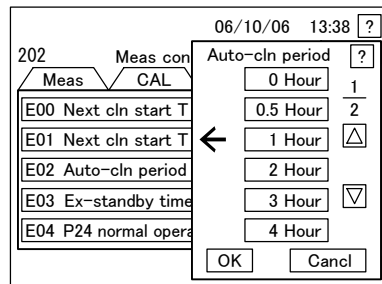 06/10/06 13:38 ?
202 Meas con
Meas CAL
E00 Next cln start T
E01 Next cln start T
E02 Auto-cln period
E03 Ex-standby time
E04 P24 normal opera
Auto-cln period ?
0 Hour
0.5 Hour
1 Hour
2 Hour
3 Hour
4 Hour
1
2
OK Cancl